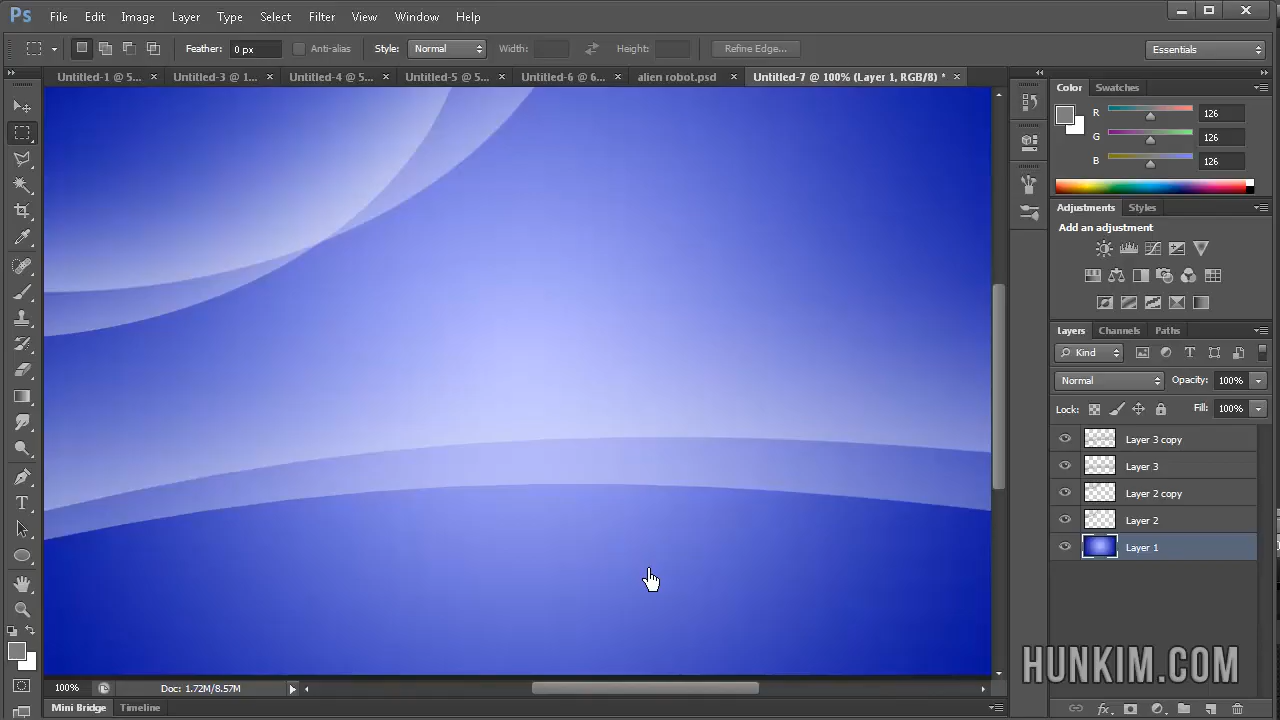 Ps File Edit Image Layer Type Select Filter View Window Help
Feather: 0 px Anti-alias Style: Normal Width: Height: Refine Edge... Essentials
Untitled-1 @ 5... × Untitled-3 @ 1... × Untitled-4 @ 5... × Untitled-5 @ 5... × Untitled-6 @ 6... × alien robot.psd × Untitled-7 @ 100% (Layer 1, RGB/8) * ×
Color Swatches
R 126
G 126
B 126
Adjustments Styles
Add an adjustment
Layers Channels Paths
Kind T
Normal Opacity: 100%
Lock: Fill: 100%
Layer 3 copy
Layer 3
Layer 2 copy
Layer 2
Layer 1
T
HUNKIM.COM
100% Doc: 1.72M/8.57M
Mini Bridge Timeline
fx